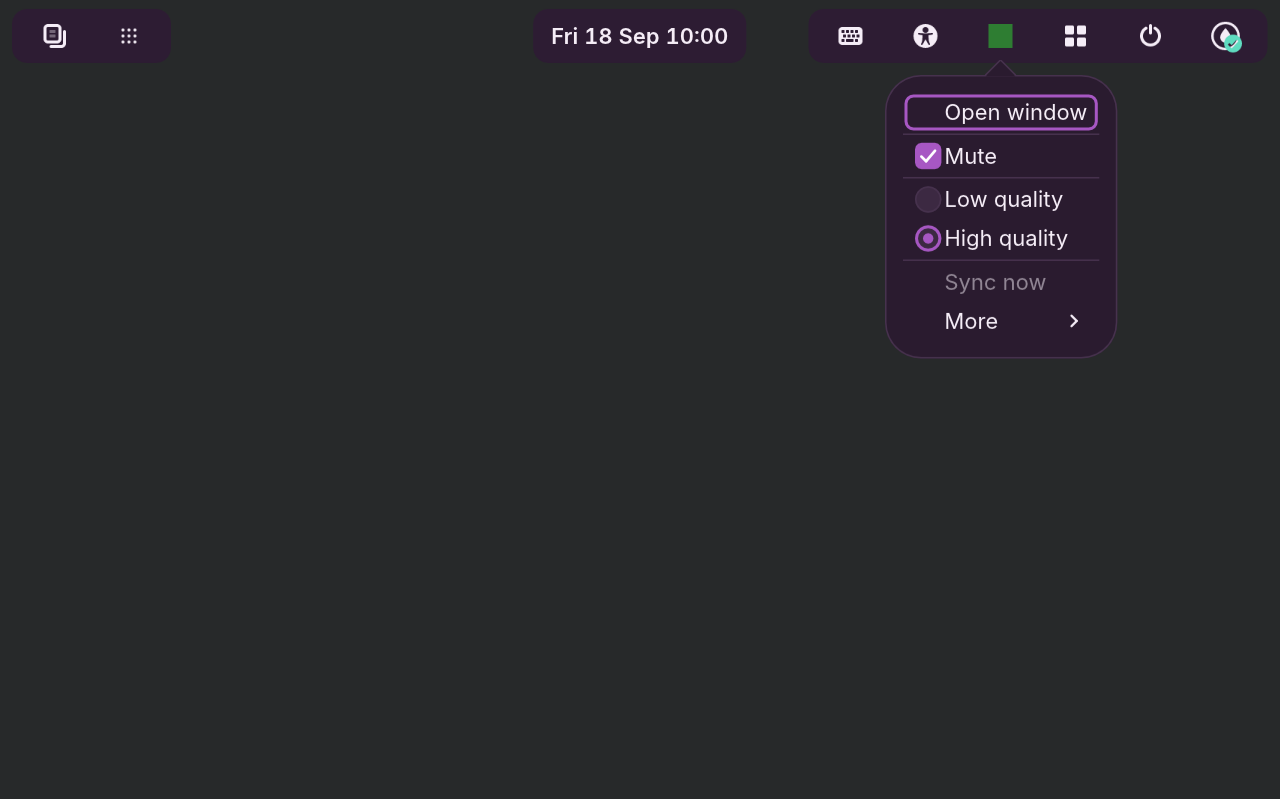 Fri 18 Sep 10:00
Open window
Mute
Low quality
High quality
Sync now
More